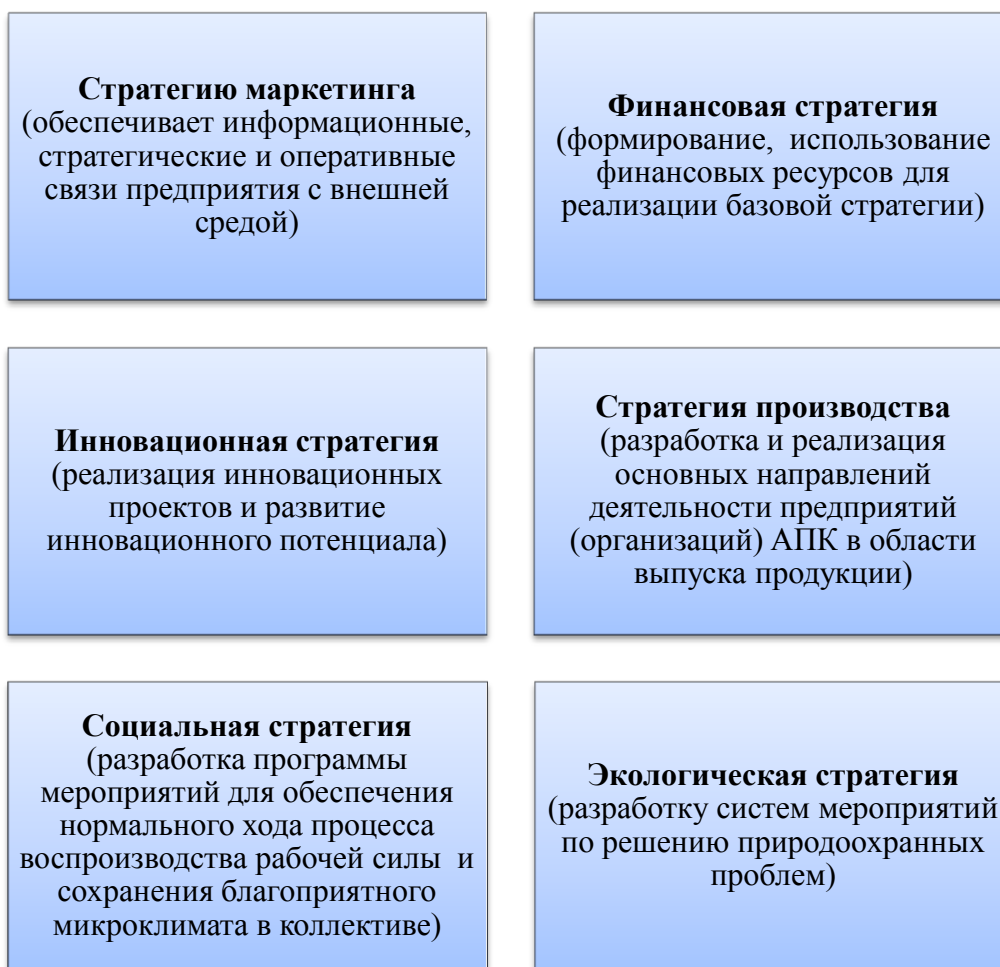 Стратегию маркетинга
(обеспечивает информационные,
стратегические и оперативные
связи предприятия с внешней
средой)
Финансовая стратегия
(формирование, использование
финансовых ресурсов для
реализации базовой стратегии)
Инновационная стратегия
(реализация инновационных
проектов и развитие
инновационного потенциала)
Стратегия производства
(разработка и реализация
основных направлений
деятельности предприятий
(организаций) АПК в области
выпуска продукции)
Социальная стратегия
(разработка программы
мероприятий для обеспечения
нормального хода процесса
воспроизводства рабочей силы и
сохранения благоприятного
микроклимата в коллективе)
Экологическая стратегия
(разработку систем мероприятий
по решению природоохранных
проблем)